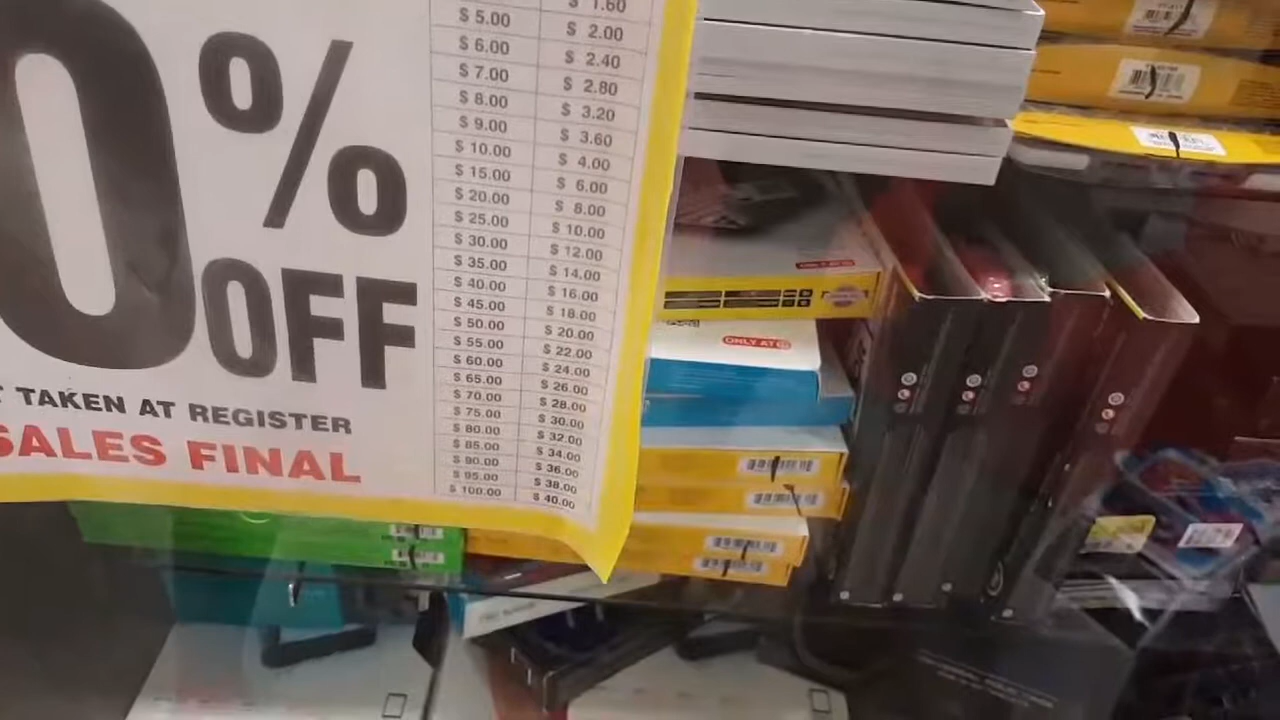 0%
OFF
TAKEN AT REGISTER
SALES FINAL
$ 1.60
$ 5.00 $ 2.00
$ 6.00 $ 2.40
$ 7.00 $ 2.80
$ 8.00 $ 3.20
$ 9.00 $ 3.60
$ 10.00 $ 4.00
$ 15.00 $ 6.00
$ 20.00 $ 8.00
$ 25.00 $ 10.00
$ 30.00 $ 12.00
$ 35.00 $ 14.00
$ 40.00 $ 16.00
$ 45.00 $ 18.00
$ 50.00 $ 20.00
$ 55.00 $ 22.00
$ 60.00 $ 24.00
$ 65.00 $ 26.00
$ 70.00 $ 28.00
$ 75.00 $ 30.00
$ 80.00 $ 32.00
$ 85.00 $ 34.00
$ 90.00 $ 36.00
$ 95.00 $ 38.00
$ 100.00 $ 40.00
ONLY AT